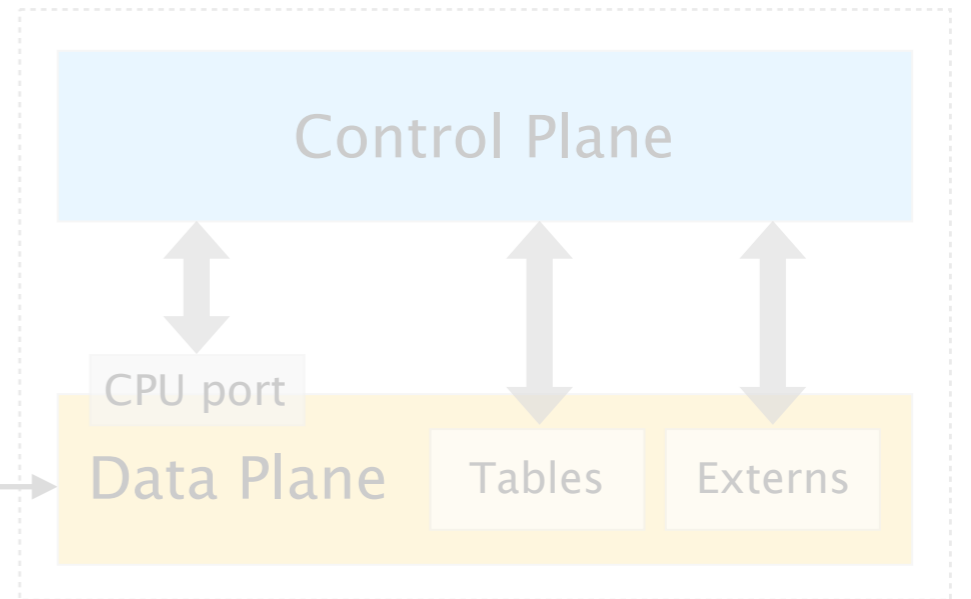 Control Plane
CPU port
Data Plane
Tables
Externs